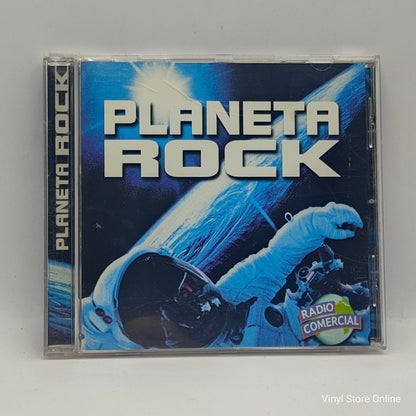 PLANETA ROCK
PLANETA
ROCK
RADIO
COMERCIAL
Vinyl Store Online